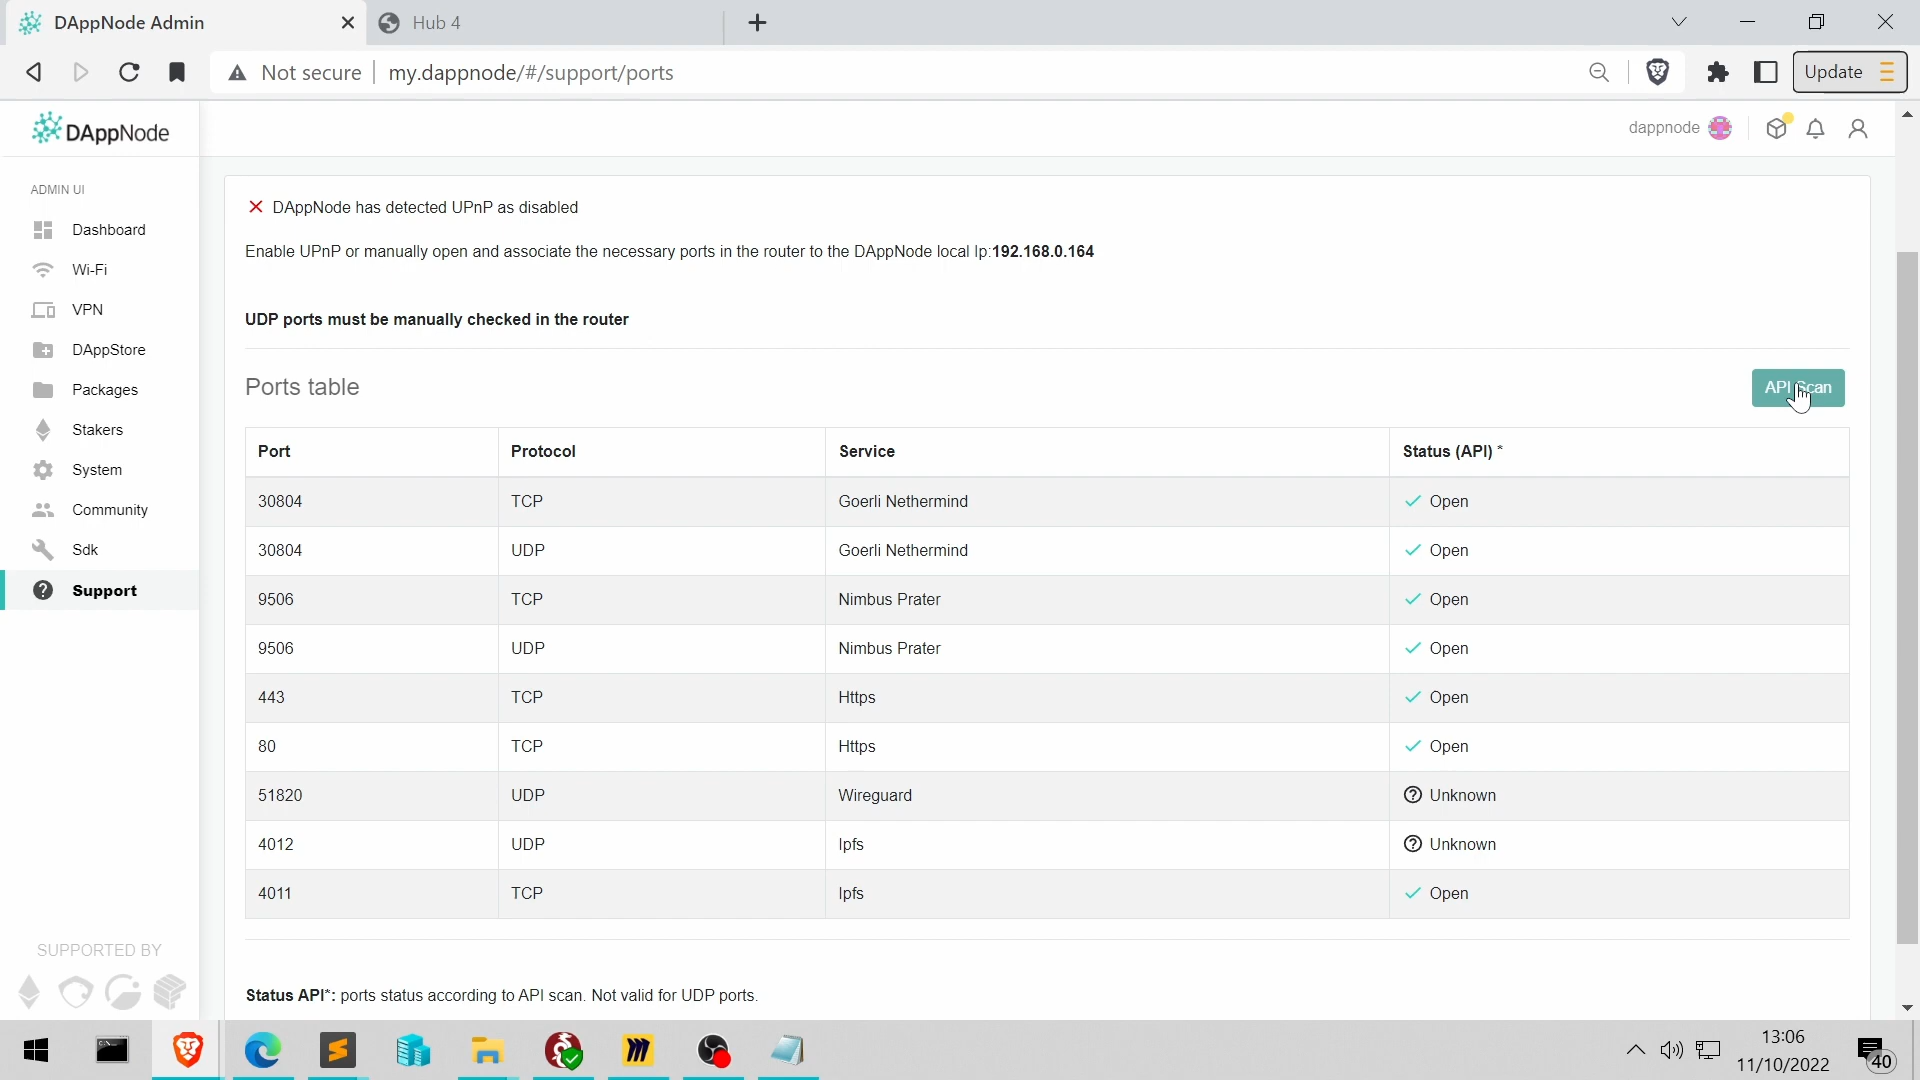 DAppNode Admin
Hub 4
Not secure
my.dappnode/#/support/ports
Update
DAppNode
dappnode
ADMIN UI
Dashboard
Wi-Fi
VPN
DAppStore
Packages
Stakers
System
Community
Sdk
Support
SUPPORTED BY
DAppNode has detected UPnP as disabled
Enable UPnP or manually open and associate the necessary ports in the router to the DAppNode local Ip:192.168.0.164
UDP ports must be manually checked in the router
Ports table
API Scan
Port Protocol Service Status (API) *
30804 TCP Goerli Nethermind Open
30804 UDP Goerli Nethermind Open
9506 TCP Nimbus Prater Open
9506 UDP Nimbus Prater Open
443 TCP Https Open
80 TCP Https Open
51820 UDP Wireguard Unknown
4012 UDP Ipfs Unknown
4011 TCP Ipfs Open
Status API*: ports status according to API scan. Not valid for UDP ports.
13:06
11/10/2022
40